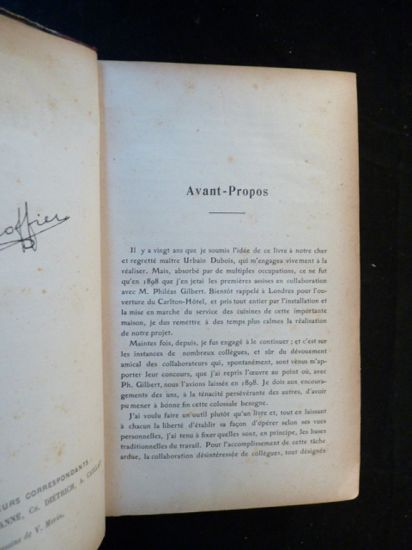 offier
URS CORRESPONDANTS
ANNE, CH. DIETRICH, A. CAILLAT
V. Morin.
Avant-Propos
Il y a vingt ans que je soumis l'idée de ce livre à notre cher
et regretté maître Urbain Dubois, qui m'engagea vivement à la
réaliser. Mais, absorbé par de multiples occupations, ce ne fut
qu'en 1898 que j'en jetai les premières assises en collaboration
avec M. Philéas Gilbert. Bientôt rappelé à Londres pour l'ou-
verture du Carlton-Hôtel, et pris tout entier par l'installation
et la mise en marche du service des cuisines de cette importante
maison, je dus remettre à des temps plus calmes la réalisation
de notre projet.
Maintes fois, depuis, je fus engagé à le continuer ; et c'est sur
les instances de nombreux collègues, et sûr du dévouement
amical des collaborateurs qui, spontanément, sont venus m'ap-
porter leur concours, que j'ai repris l'œuvre au point où, avec
Ph. Gilbert, nous l'avions laissée en 1898. Je dois aux encoura-
gements des uns, à la ténacité persévérante des autres, d'avoir
pu mener à bonne fin cette colossale besogne.
J'ai voulu faire un outil plutôt qu'un livre et, tout en laissant
à chacun la liberté d'établir sa façon d'opérer selon ses vues
personnelles, j'ai tenu à fixer quelles sont, en principe, les bases
traditionnelles du travail. Pour l'accomplissement de cette tâche
ardue, la collaboration désintéressée de collègues, tout désignés